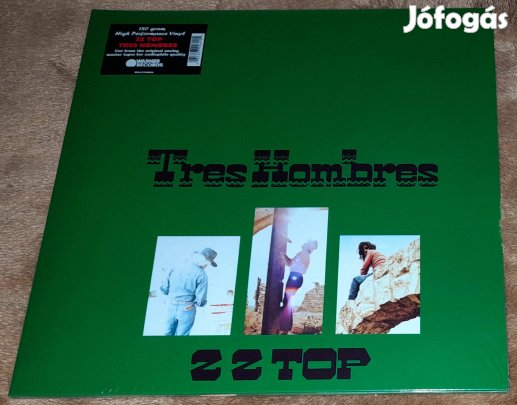 Jófogás
180 gram
High Performance Vinyl
ZZ TOP
TRES HOMBRES
Cut from the original analog
master tapes for audiophile quality
WARNER
RECORDS
Tres Hombres
ZZ TOP